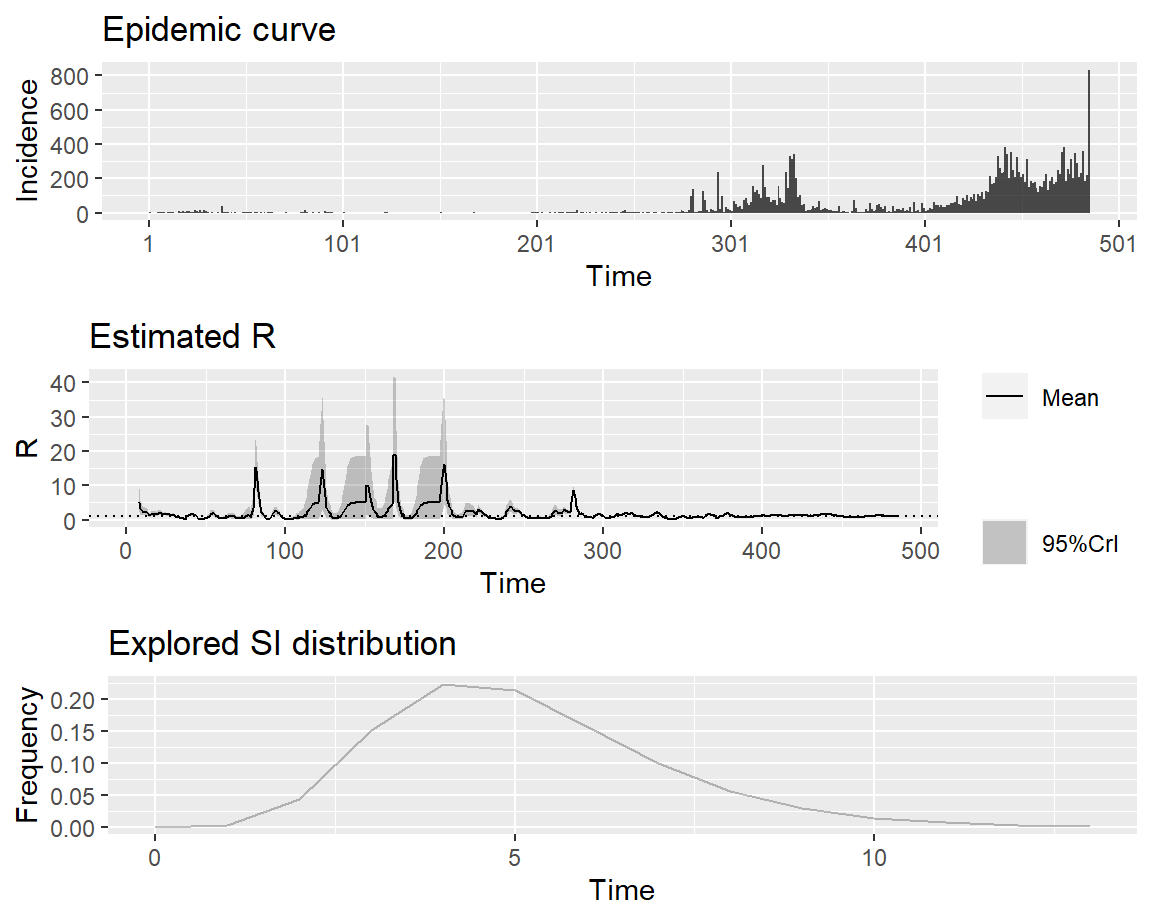 Epidemic curve
Incidence
800
600
400
200
0
1 101 201 301 401 501
Time
Estimated R
R
40
30
20
10
0
0 100 200 300 400 500
Time
Mean
95%CrI
Explored SI distribution
Frequency
0.20
0.15
0.10
0.05
0.00
0 5 10
Time